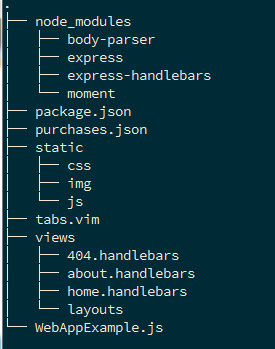 .
├── node_modules
│   ├── body-parser
│   ├── express
│   ├── express-handlebars
│   └── moment
├── package.json
├── purchases.json
├── static
│   ├── css
│   ├── img
│   └── js
├── tabs.vim
├── views
│   ├── 404.handlebars
│   ├── about.handlebars
│   ├── home.handlebars
│   └── layouts
└── WebAppExample.js